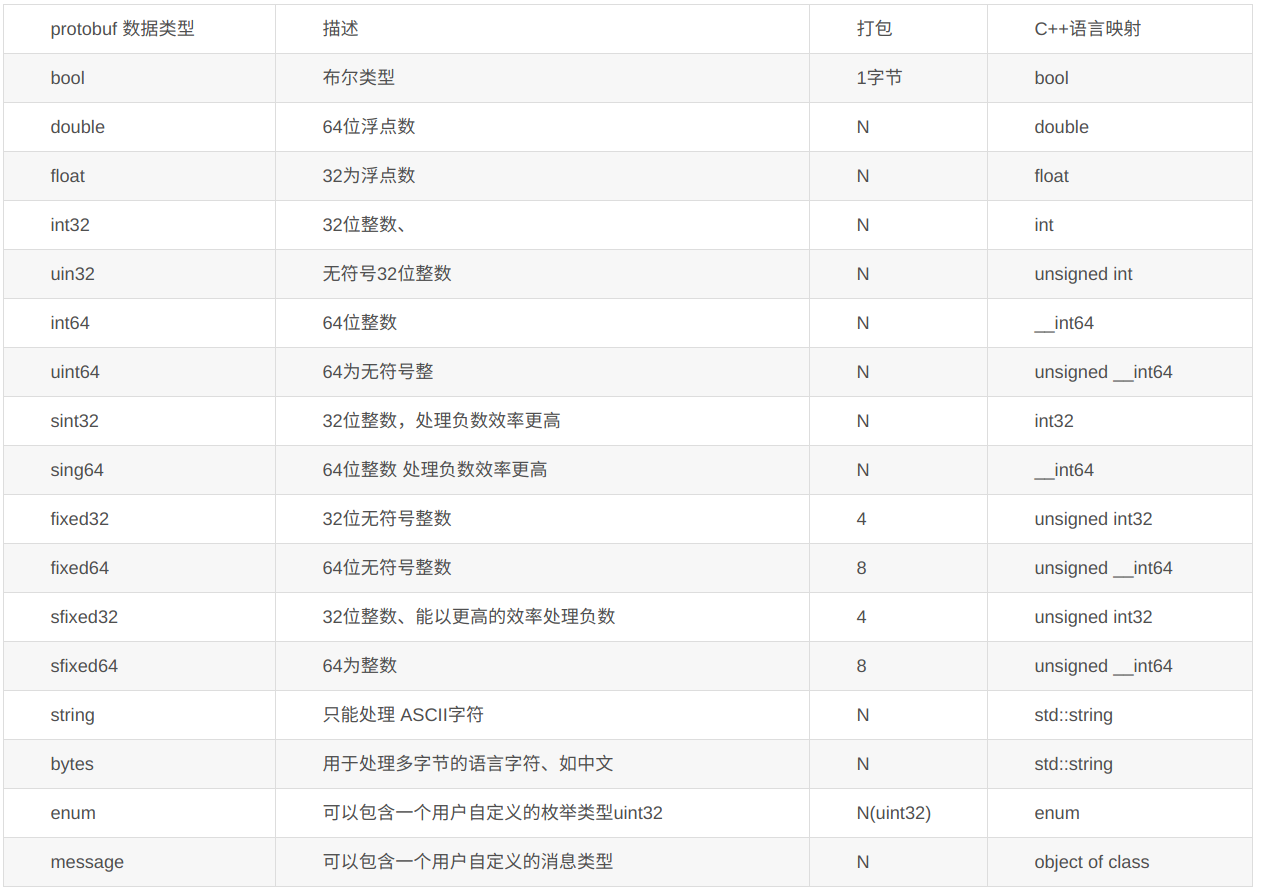 protobuf 数据类型 描述 打包 C++语言映射
bool 布尔类型 1字节 bool
double 64位浮点数 N double
float 32为浮点数 N float
int32 32位整数、 N int
uin32 无符号32位整数 N unsigned int
int64 64位整数 N __int64
uint64 64为无符号整 N unsigned __int64
sint32 32位整数，处理负数效率更高 N int32
sing64 64位整数 处理负数效率更高 N __int64
fixed32 32位无符号整数 4 unsigned int32
fixed64 64位无符号整数 8 unsigned __int64
sfixed32 32位整数、能以更高的效率处理负数 4 unsigned int32
sfixed64 64为整数 8 unsigned __int64
string 只能处理 ASCII字符 N std::string
bytes 用于处理多字节的语言字符、如中文 N std::string
enum 可以包含一个用户自定义的枚举类型uint32 N(uint32) enum
message 可以包含一个用户自定义的消息类型 N object of class